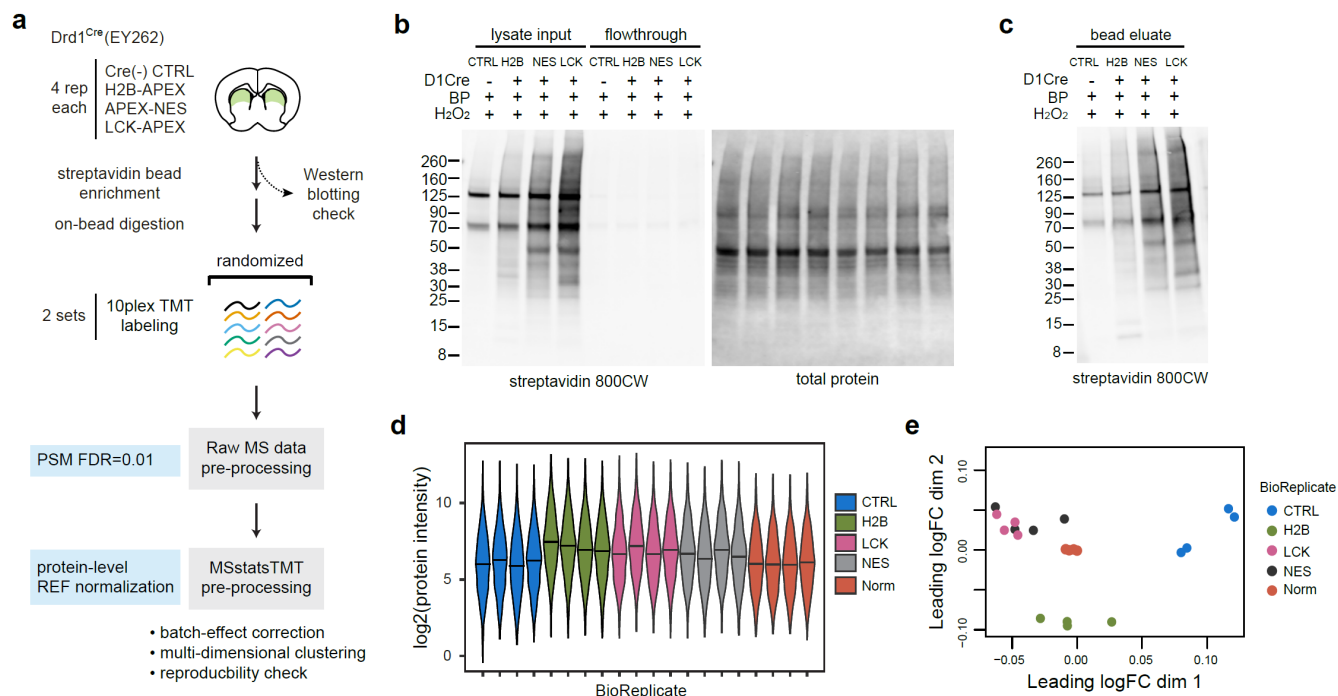 a
Drd1Cre(EY262)
4 rep
each
Cre(-) CTRL
H2B-APEX
APEX-NES
LCK-APEX
streptavidin bead
enrichment
Western
blotting
check
on-bead digestion
randomized
2 sets
10plex TMT
labeling
PSM FDR=0.01
Raw MS data
pre-processing
protein-level
REF normalization
MSstatsTMT
pre-processing
• batch-effect correction
• multi-dimensional clustering
• reproducbility check
b
lysate input flowthrough
CTRL H2B NES LCK CTRL H2B NES LCK
D1Cre - + + + - + + +
BP + + + + + + + +
H2O2 + + + + + + + +
260
160
125
90
70
50
38
30
25
15
8
streptavidin 800CW
total protein
c
bead eluate
CTRL H2B NES LCK
D1Cre - + + +
BP + + + +
H2O2 + + + +
260
160
125
90
70
50
38
30
25
15
8
streptavidin 800CW
d
log2(protein intensity)
10
5
0
BioReplicate
CTRL
H2B
LCK
NES
Norm
e
Leading logFC dim 2
0.10
0.00
−0.10
−0.05 0.00 0.05 0.10
Leading logFC dim 1
BioReplicate
CTRL
H2B
LCK
NES
Norm